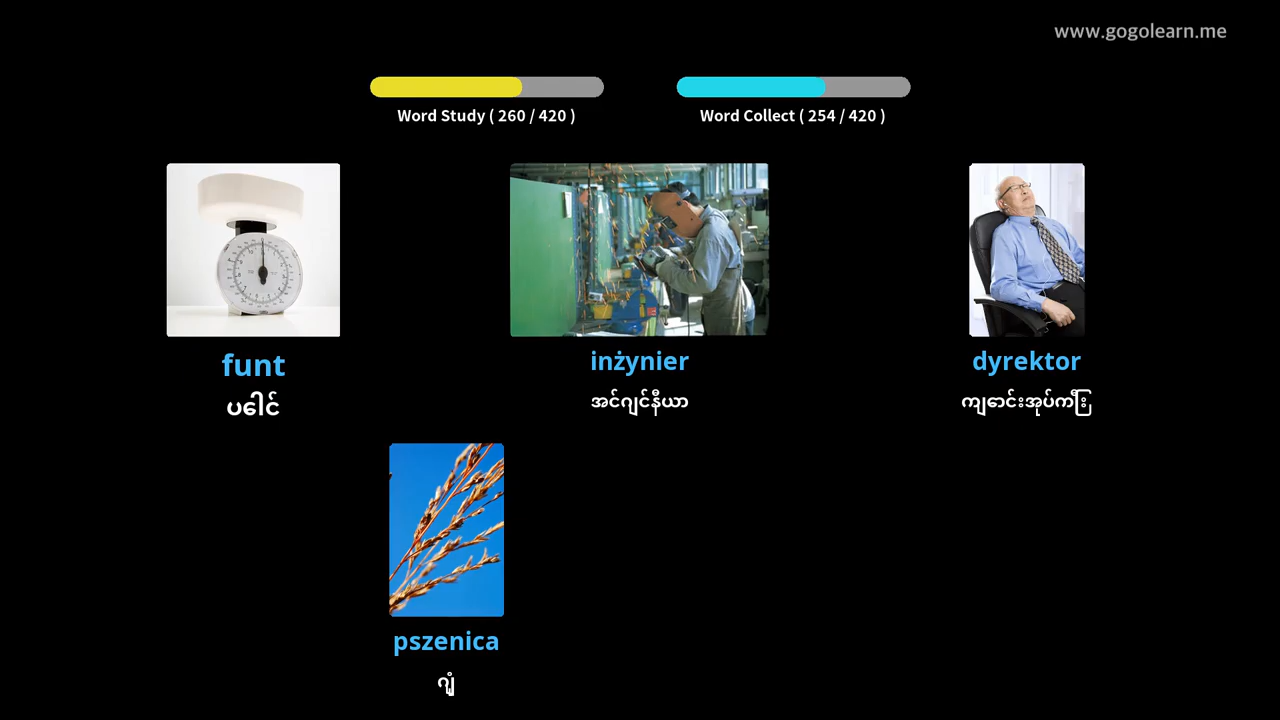 www.gogolearn.me
Word Study ( 260 / 420 )
Word Collect ( 254 / 420 )
funt
ပေါင်
inżynier
အင်ဂျင်နီယာ
dyrektor
ကျောင်းအုပ်ကြီး
pszenica
ဂျုံ